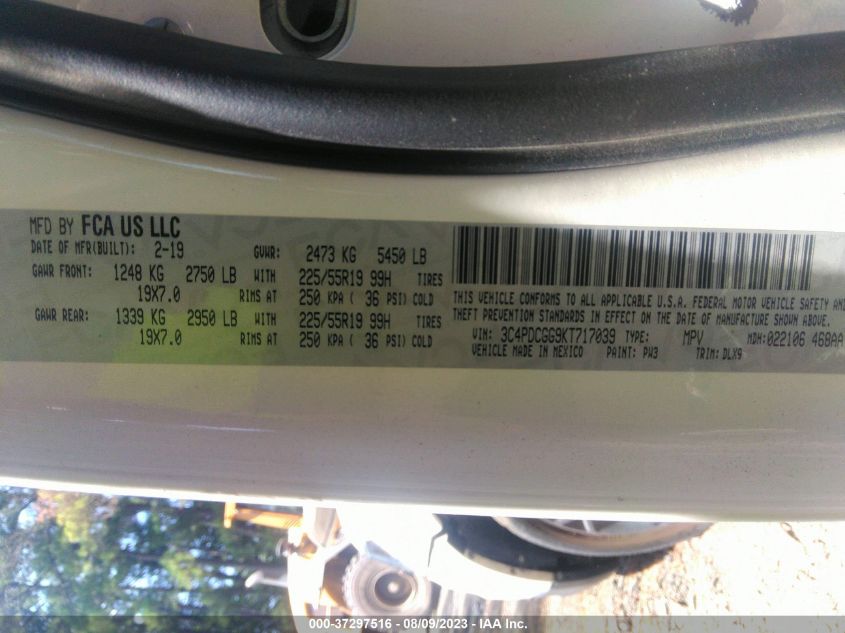 MFD BY FCA US LLC
DATE OF MFR(BUILT): 2-19 GVWR: 2473 KG 5450 LB
GAWR FRONT: 1248 KG 2750 LB WITH 225/55R19 99H TIRES
19X7.0 RIMS AT 250 KPA ( 36 PSI) COLD
GAWR REAR: 1339 KG 2950 LB WITH 225/55R19 99H TIRES
19X7.0 RIMS AT 250 KPA ( 36 PSI) COLD
THIS VEHICLE CONFORMS TO ALL APPLICABLE U.S.A. FEDERAL MOTOR VEHICLE SAFETY AND
THEFT PREVENTION STANDARDS IN EFFECT ON THE DATE OF MANUFACTURE SHOWN ABOVE.
VIN: 3C4PDCGG9KT717039 TYPE: MPV MDH:022106 468AA
VEHICLE MADE IN MEXICO PAINT: PW3 TRIM: DLX9
000-37297516 - 08/09/2023 - ©IAA Inc.